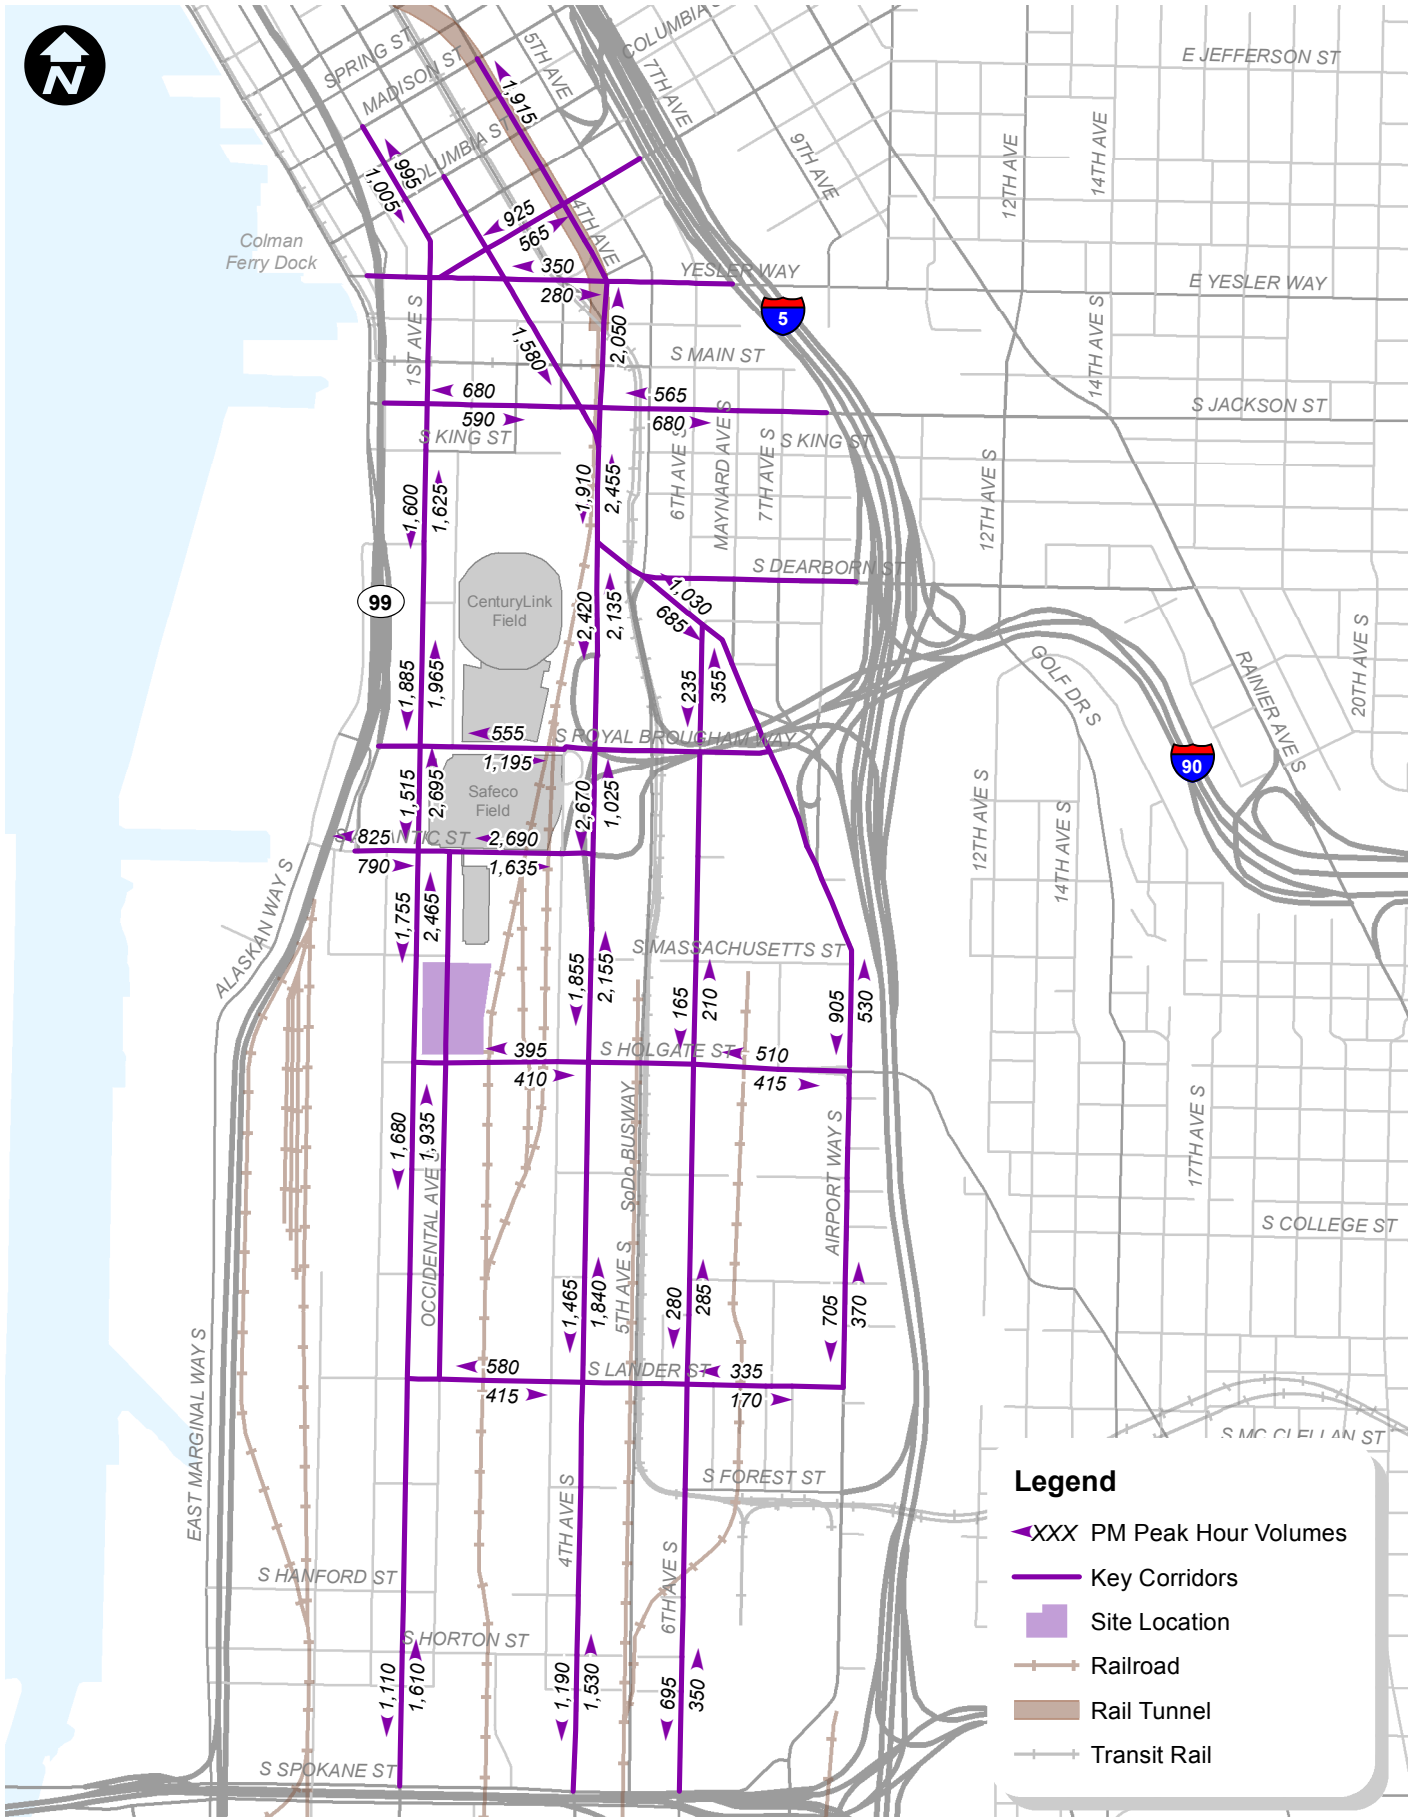 N
SPRING ST
MADISON ST
5TH AVE
7TH AVE
E JEFFERSON ST
1,915
9TH AVE
12TH AVE
14TH AVE
995
1,005
925
565
4TH AVE
Colman
Ferry Dock
350
YESLER WAY
E YESLER WAY
280
5
1ST AVE S
1,580
2,050
S MAIN ST
14TH AVE S
680
565
S JACKSON ST
590
680
S KING ST
S KING ST
6TH AVE S
MAYNARD AVE S
7TH AVE S
12TH AVE S
1,600
1,625
1,910
2,455
S DEARBORN ST
99
CenturyLink
Field
2,420
2,135
1,030
685
20TH AVE S
GOLF DR S
RAINIER AVE S
1,885
1,965
235
355
555
S ROYAL BROUGHAM WAY
1,195
90
1,515
2,695
Safeco
Field
2,670
1,025
12TH AVE S
14TH AVE S
825
2,690
790
1,635
ALASKAN WAY S
1,755
2,465
S MASSACHUSETTS ST
1,855
2,155
165
210
905
530
395
S HOLGATE ST
510
410
415
1,680
1,935
OCCIDENTAL AVE S
SoDo BUSWAY
AIRPORT WAY S
17TH AVE S
S COLLEGE ST
5TH AVE S
1,465
1,840
280
285
705
370
EAST MARGINAL WAY S
580
S LANDER ST
335
415
170
S MC CLELLAN ST
S FOREST ST
4TH AVE S
6TH AVE S
S HANFORD ST
S HORTON ST
1,110
1,610
1,190
1,530
695
350
S SPOKANE ST
Legend
XXX PM Peak Hour Volumes
Key Corridors
Site Location
Railroad
Rail Tunnel
Transit Rail